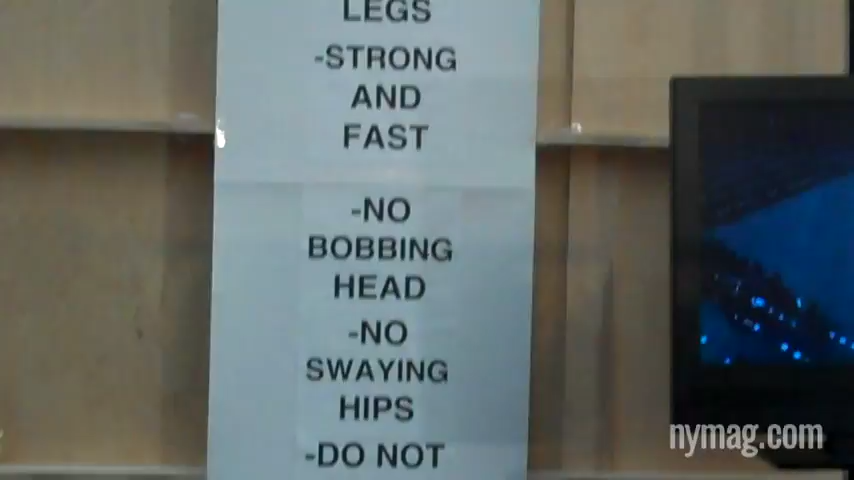 LEGS
-STRONG
AND
FAST
-NO
BOBBING
HEAD
-NO
SWAYING
HIPS
-DO NOT
nymag.com